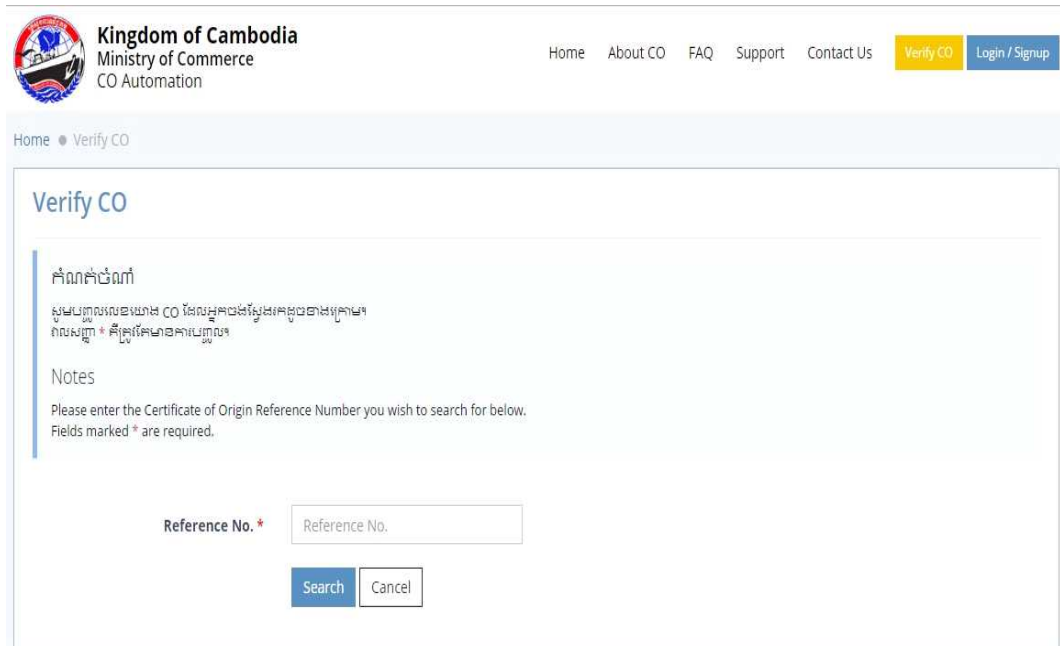 Kingdom of Cambodia
Ministry of Commerce
CO Automation
Home About CO FAQ Support Contact Us Verify CO Login / Signup
Home Verify CO
Verify CO
កំណត់ចំណាំ
សូមបញ្ចូលលេខយោង CO ដែលអ្នកចង់ស្វែងរកដូចខាងក្រោម។
រាល់សញ្ញា * គឺត្រូវតែមានការបញ្ចូល។
Notes
Please enter the Certificate of Origin Reference Number you wish to search for below.
Fields marked * are required.
Reference No. * Reference No.
Search Cancel